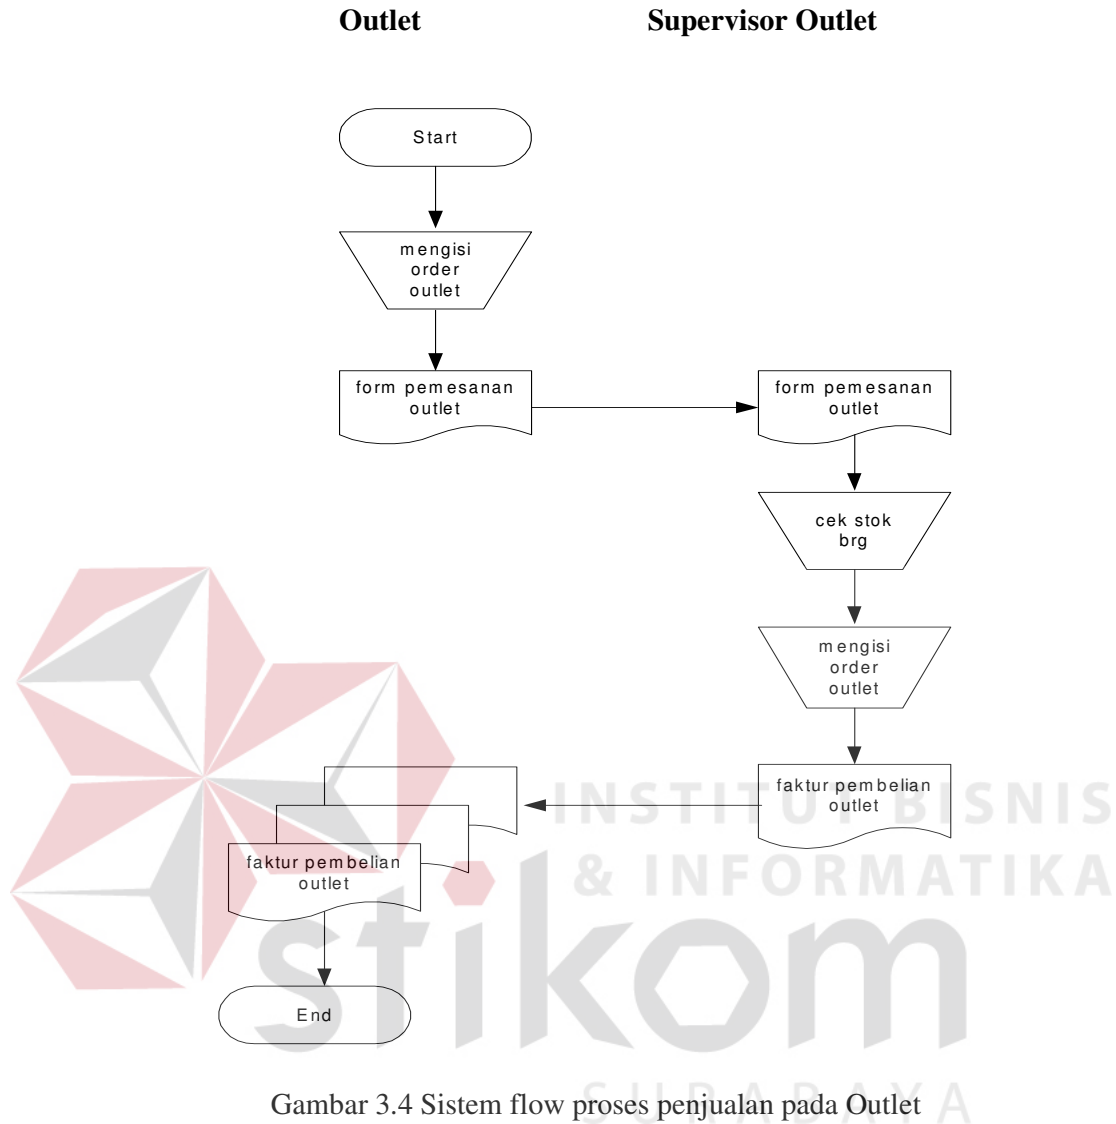 Outlet
Supervisor Outlet
Start
mengisi
order
outlet
form pemesanan
outlet
form pemesanan
outlet
cek stok
brg
mengisi
order
outlet
faktur pembelian
outlet
faktur pembelian
outlet
End
INSTITUT BISNIS
& INFORMATIKA
stikom
SURABAYA
Gambar 3.4 Sistem flow proses penjualan pada Outlet